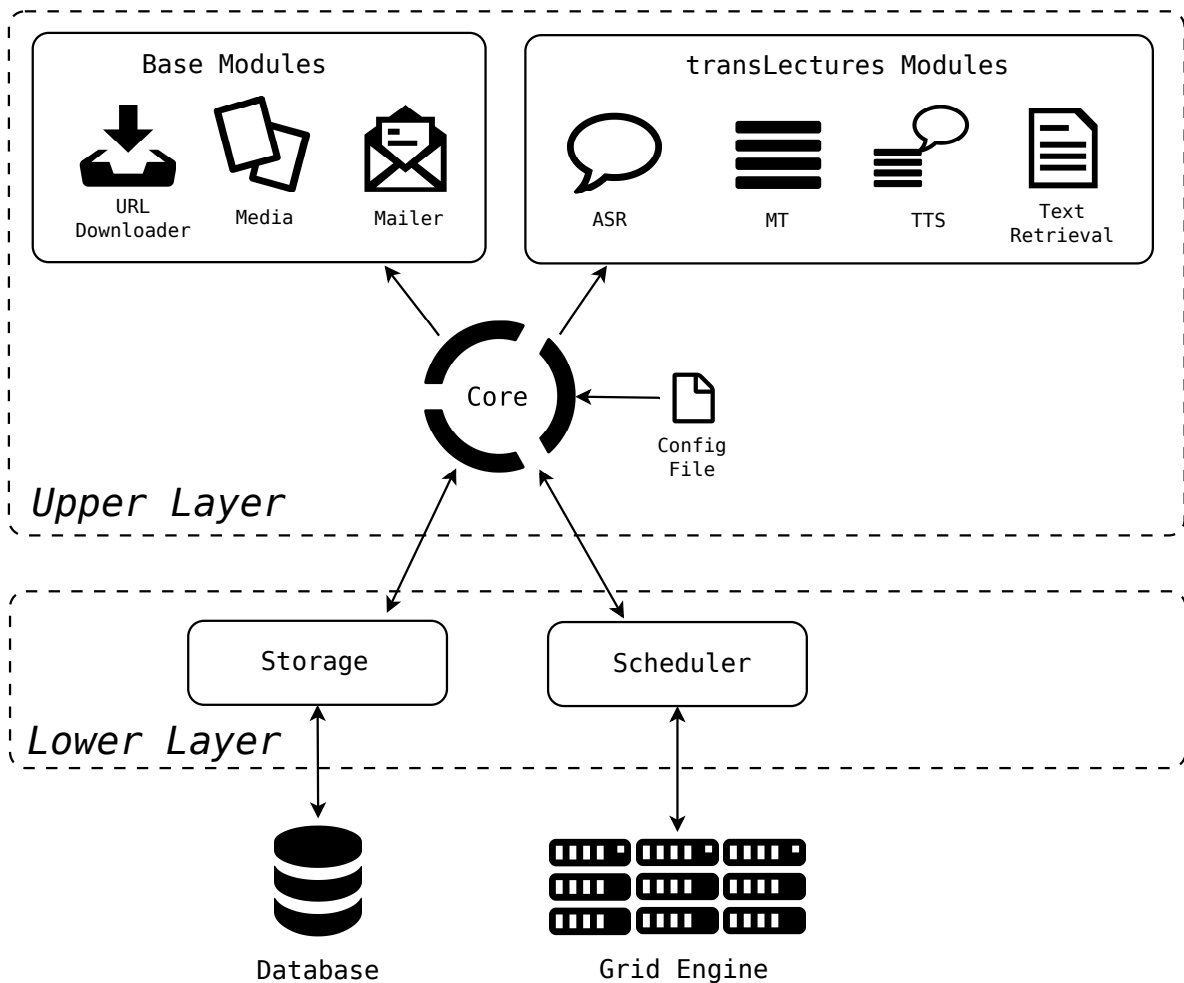 Base Modules
transLectures Modules
URL
Downloader
Media
Mailer
ASR
MT
TTS
Text
Retrieval
Core
Config
File
Upper Layer
Storage
Scheduler
Lower Layer
Database
Grid Engine